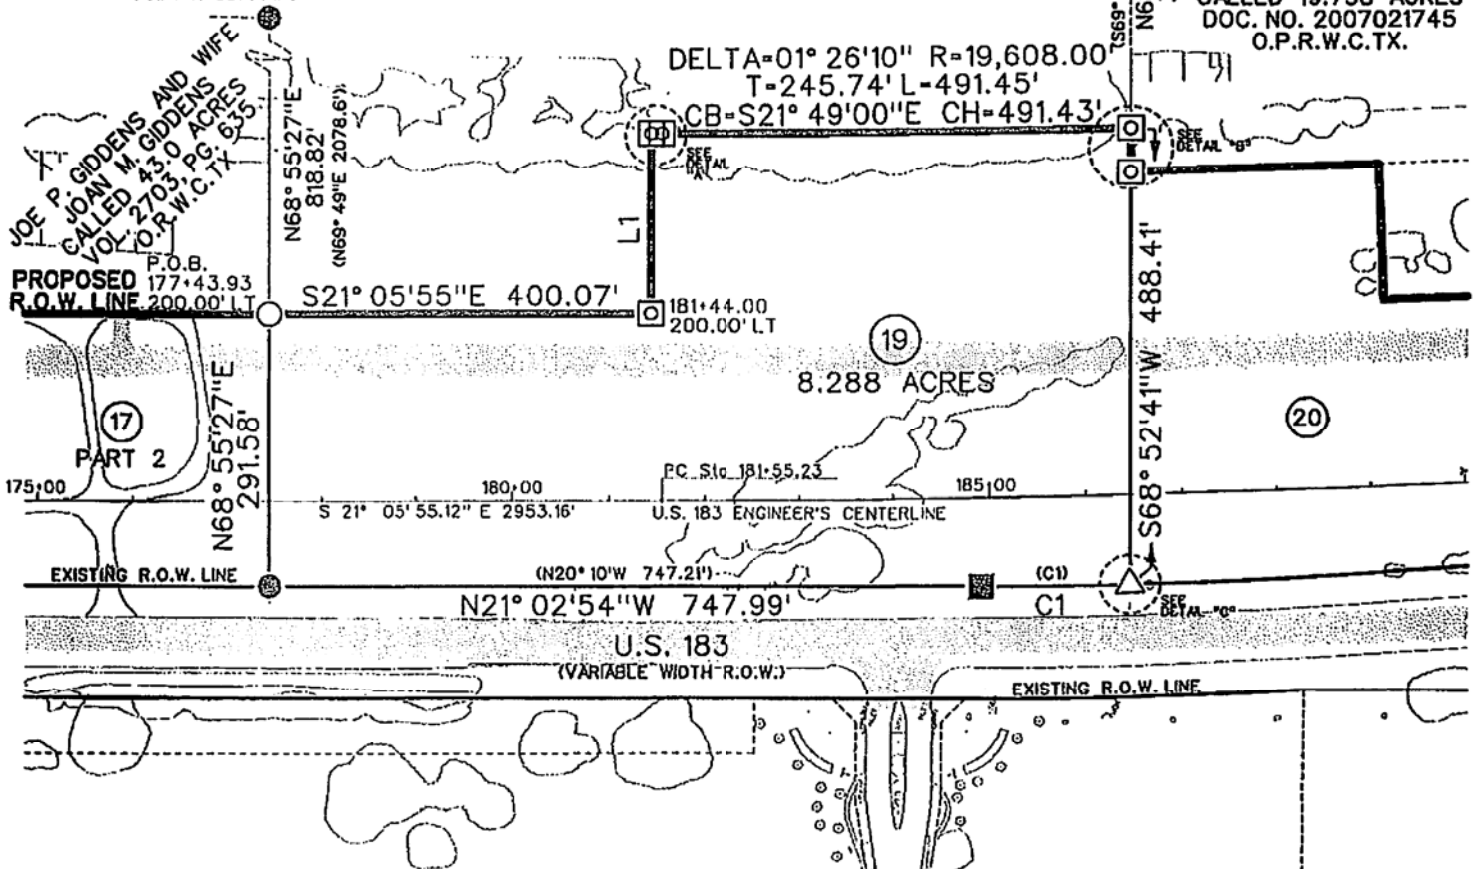 CALLED 19.756 ACRES
DOC. NO. 2007021745
O.P.R.W.C.TX.
JOE P. GIDDENS AND WIFE
JOAN M. GIDDENS
CALLED 43.0 ACRES
VOL. 2703, PG. 635
O.R.W.C.TX.
N68° 55'27"E
818.82'
(N69° 49'E 2078.6')
DELTA=01° 26'10" R=19,608.00'
T=245.74' L=491.45'
CB=S21° 49'00"E CH=491.43'
SEE
DETAIL
"A"
SEE
DETAIL "B"
L1
PROPOSED
R.O.W. LINE
P.O.B.
177+43.93
200.00' LT
S21° 05'55"E 400.07'
181+44.00
200.00' LT
19
8.288 ACRES
S68° 52'41"W 488.41'
20
17
PART 2
N68° 55'27"E
291.58'
175+00
180+00
PC Sta 181+55.23
185+00
S 21° 05'55.12" E 2953.16'
U.S. 183 ENGINEER'S CENTERLINE
EXISTING R.O.W. LINE
(N20° 10'W 747.21')
(C1)
N21° 02'54"W 747.99'
C1
SEE
DETAIL "C"
U.S. 183
(VARIABLE WIDTH R.O.W.)
EXISTING R.O.W. LINE